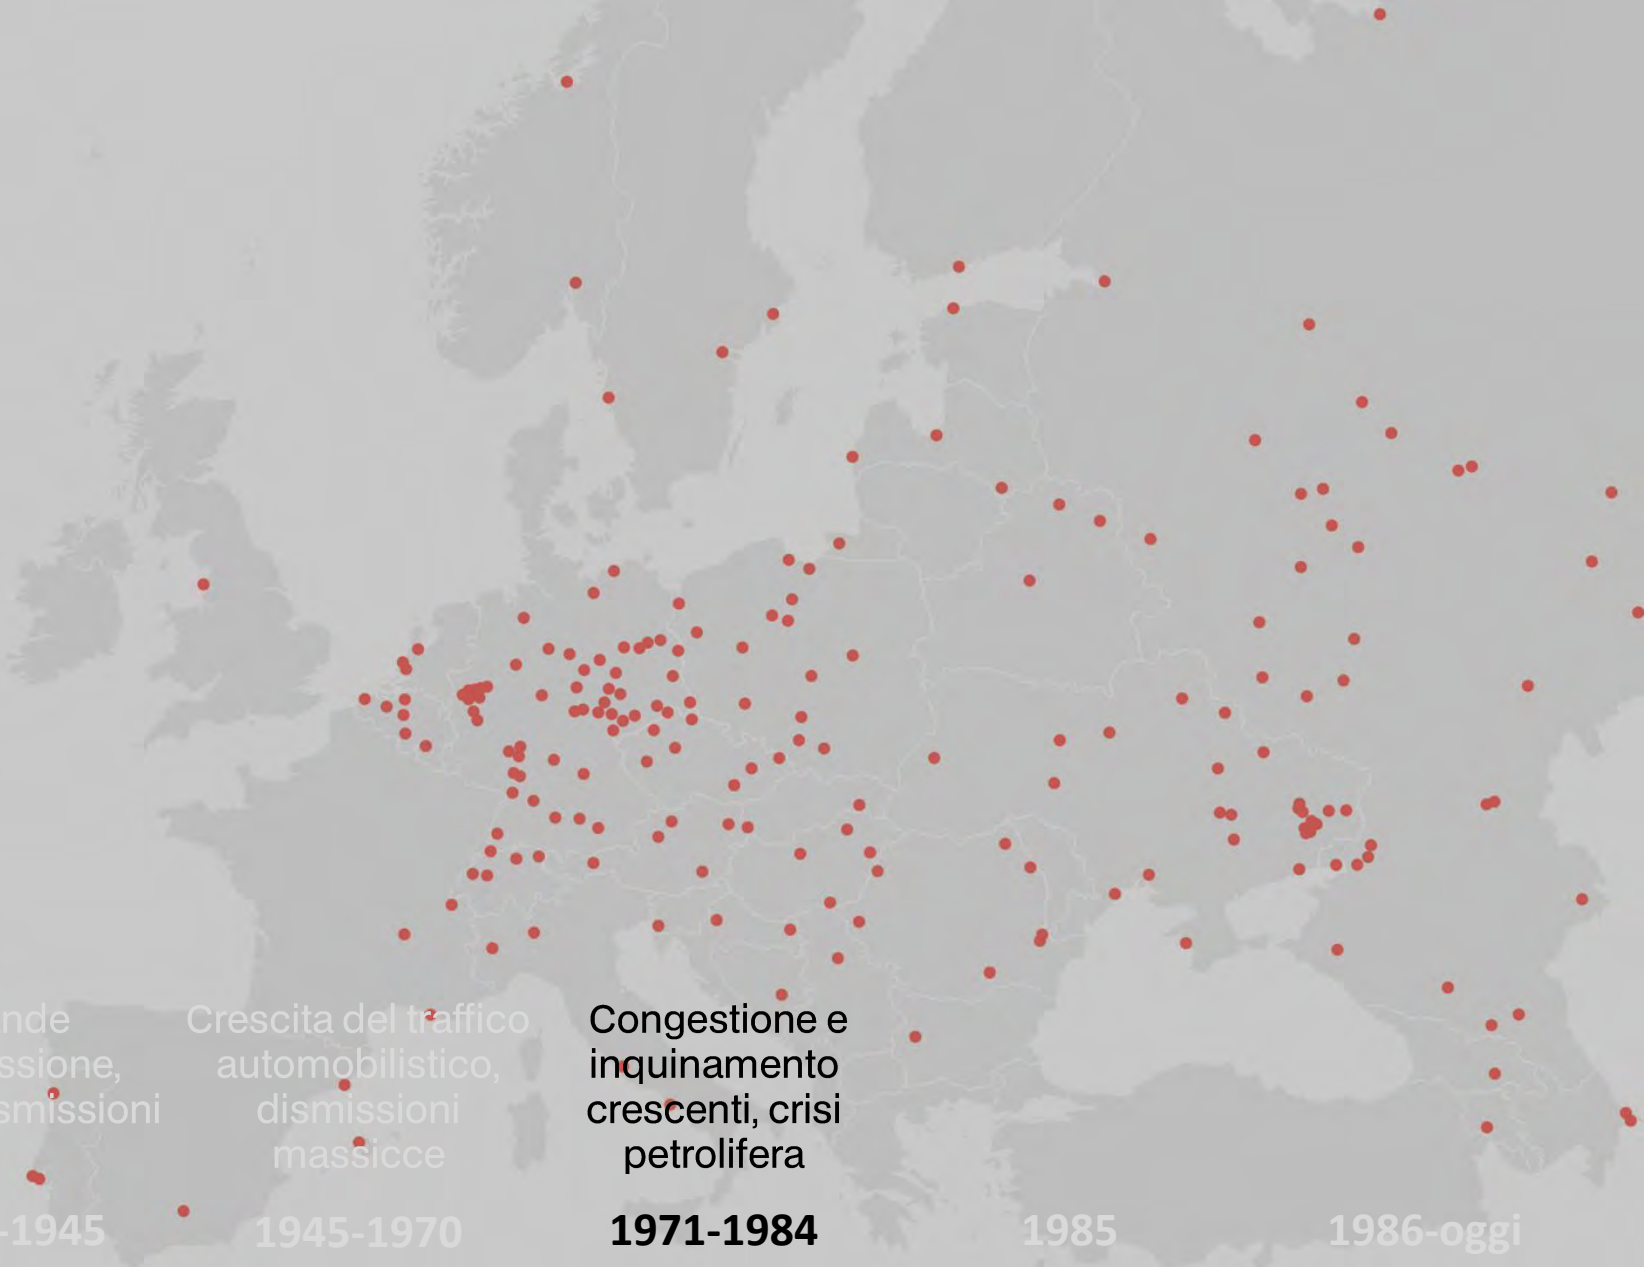 nde
ssione,
smissioni
-1945
Crescita del traffico
automobilistico,
dismissioni
massicce
1945-1970
Congestione e
inquinamento
crescenti, crisi
petrolifera
1971-1984
1985
1986-oggi